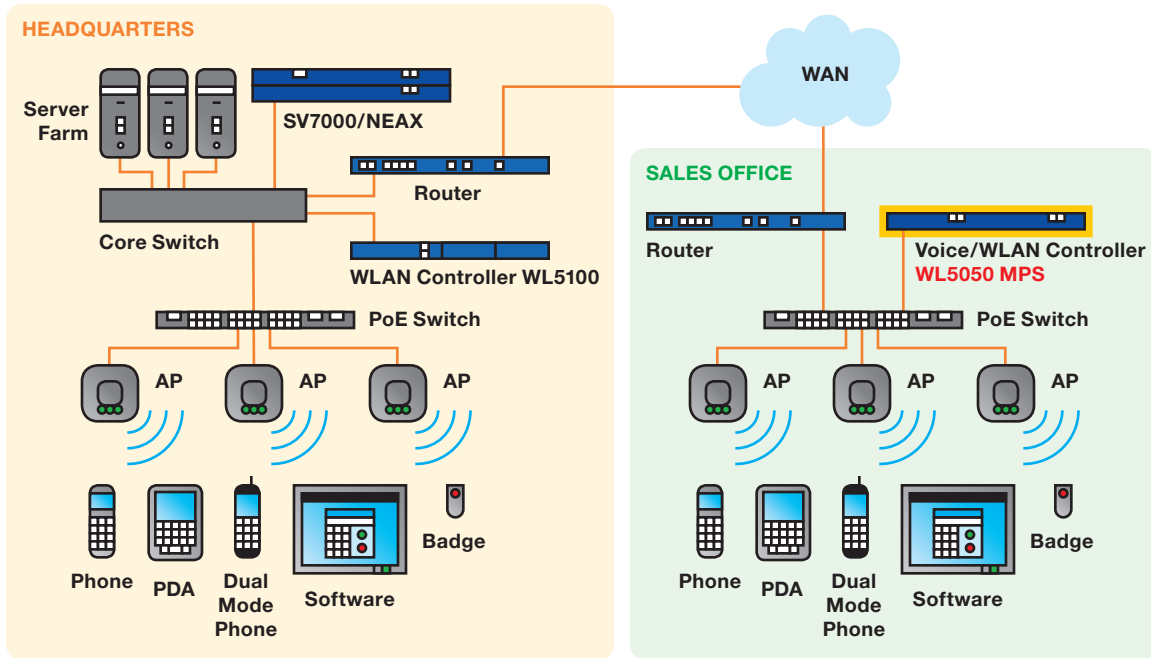 HEADQUARTERS
Server
Farm
SV7000/NEAX
Router
Core Switch
WLAN Controller WL5100
PoE Switch
AP
AP
AP
Phone
PDA
Dual
Mode
Phone
Software
Badge
WAN
SALES OFFICE
Router
Voice/WLAN Controller
WL5050 MPS
PoE Switch
AP
AP
AP
Phone
PDA
Dual
Mode
Phone
Software
Badge